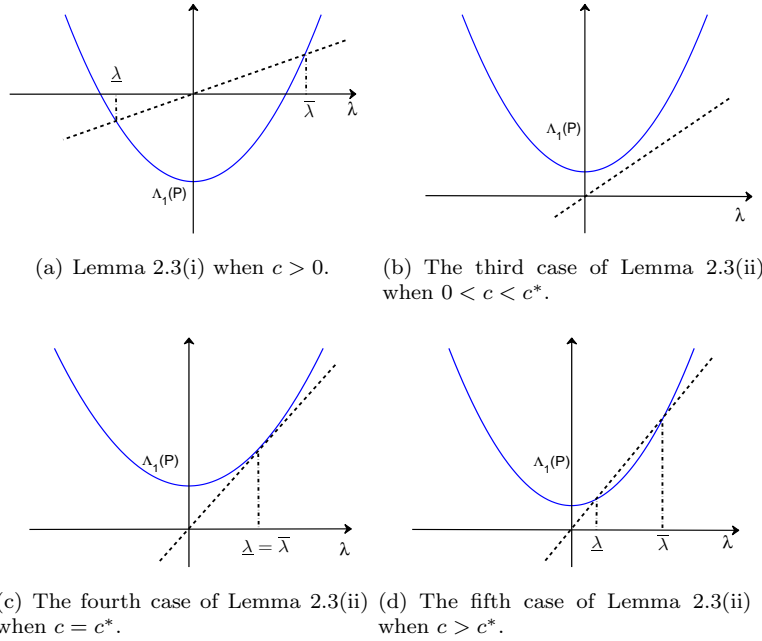 λ̲
λ̅
λ
Λ₁(P)
(a) Lemma 2.3(i) when c > 0.
Λ₁(P)
λ
(b) The third case of Lemma 2.3(ii)
when 0 < c < c*.
Λ₁(P)
λ̲ = λ̅
λ
(c) The fourth case of Lemma 2.3(ii)
when c = c*.
Λ₁(P)
λ̲
λ̅
λ
(d) The fifth case of Lemma 2.3(ii)
when c > c*.